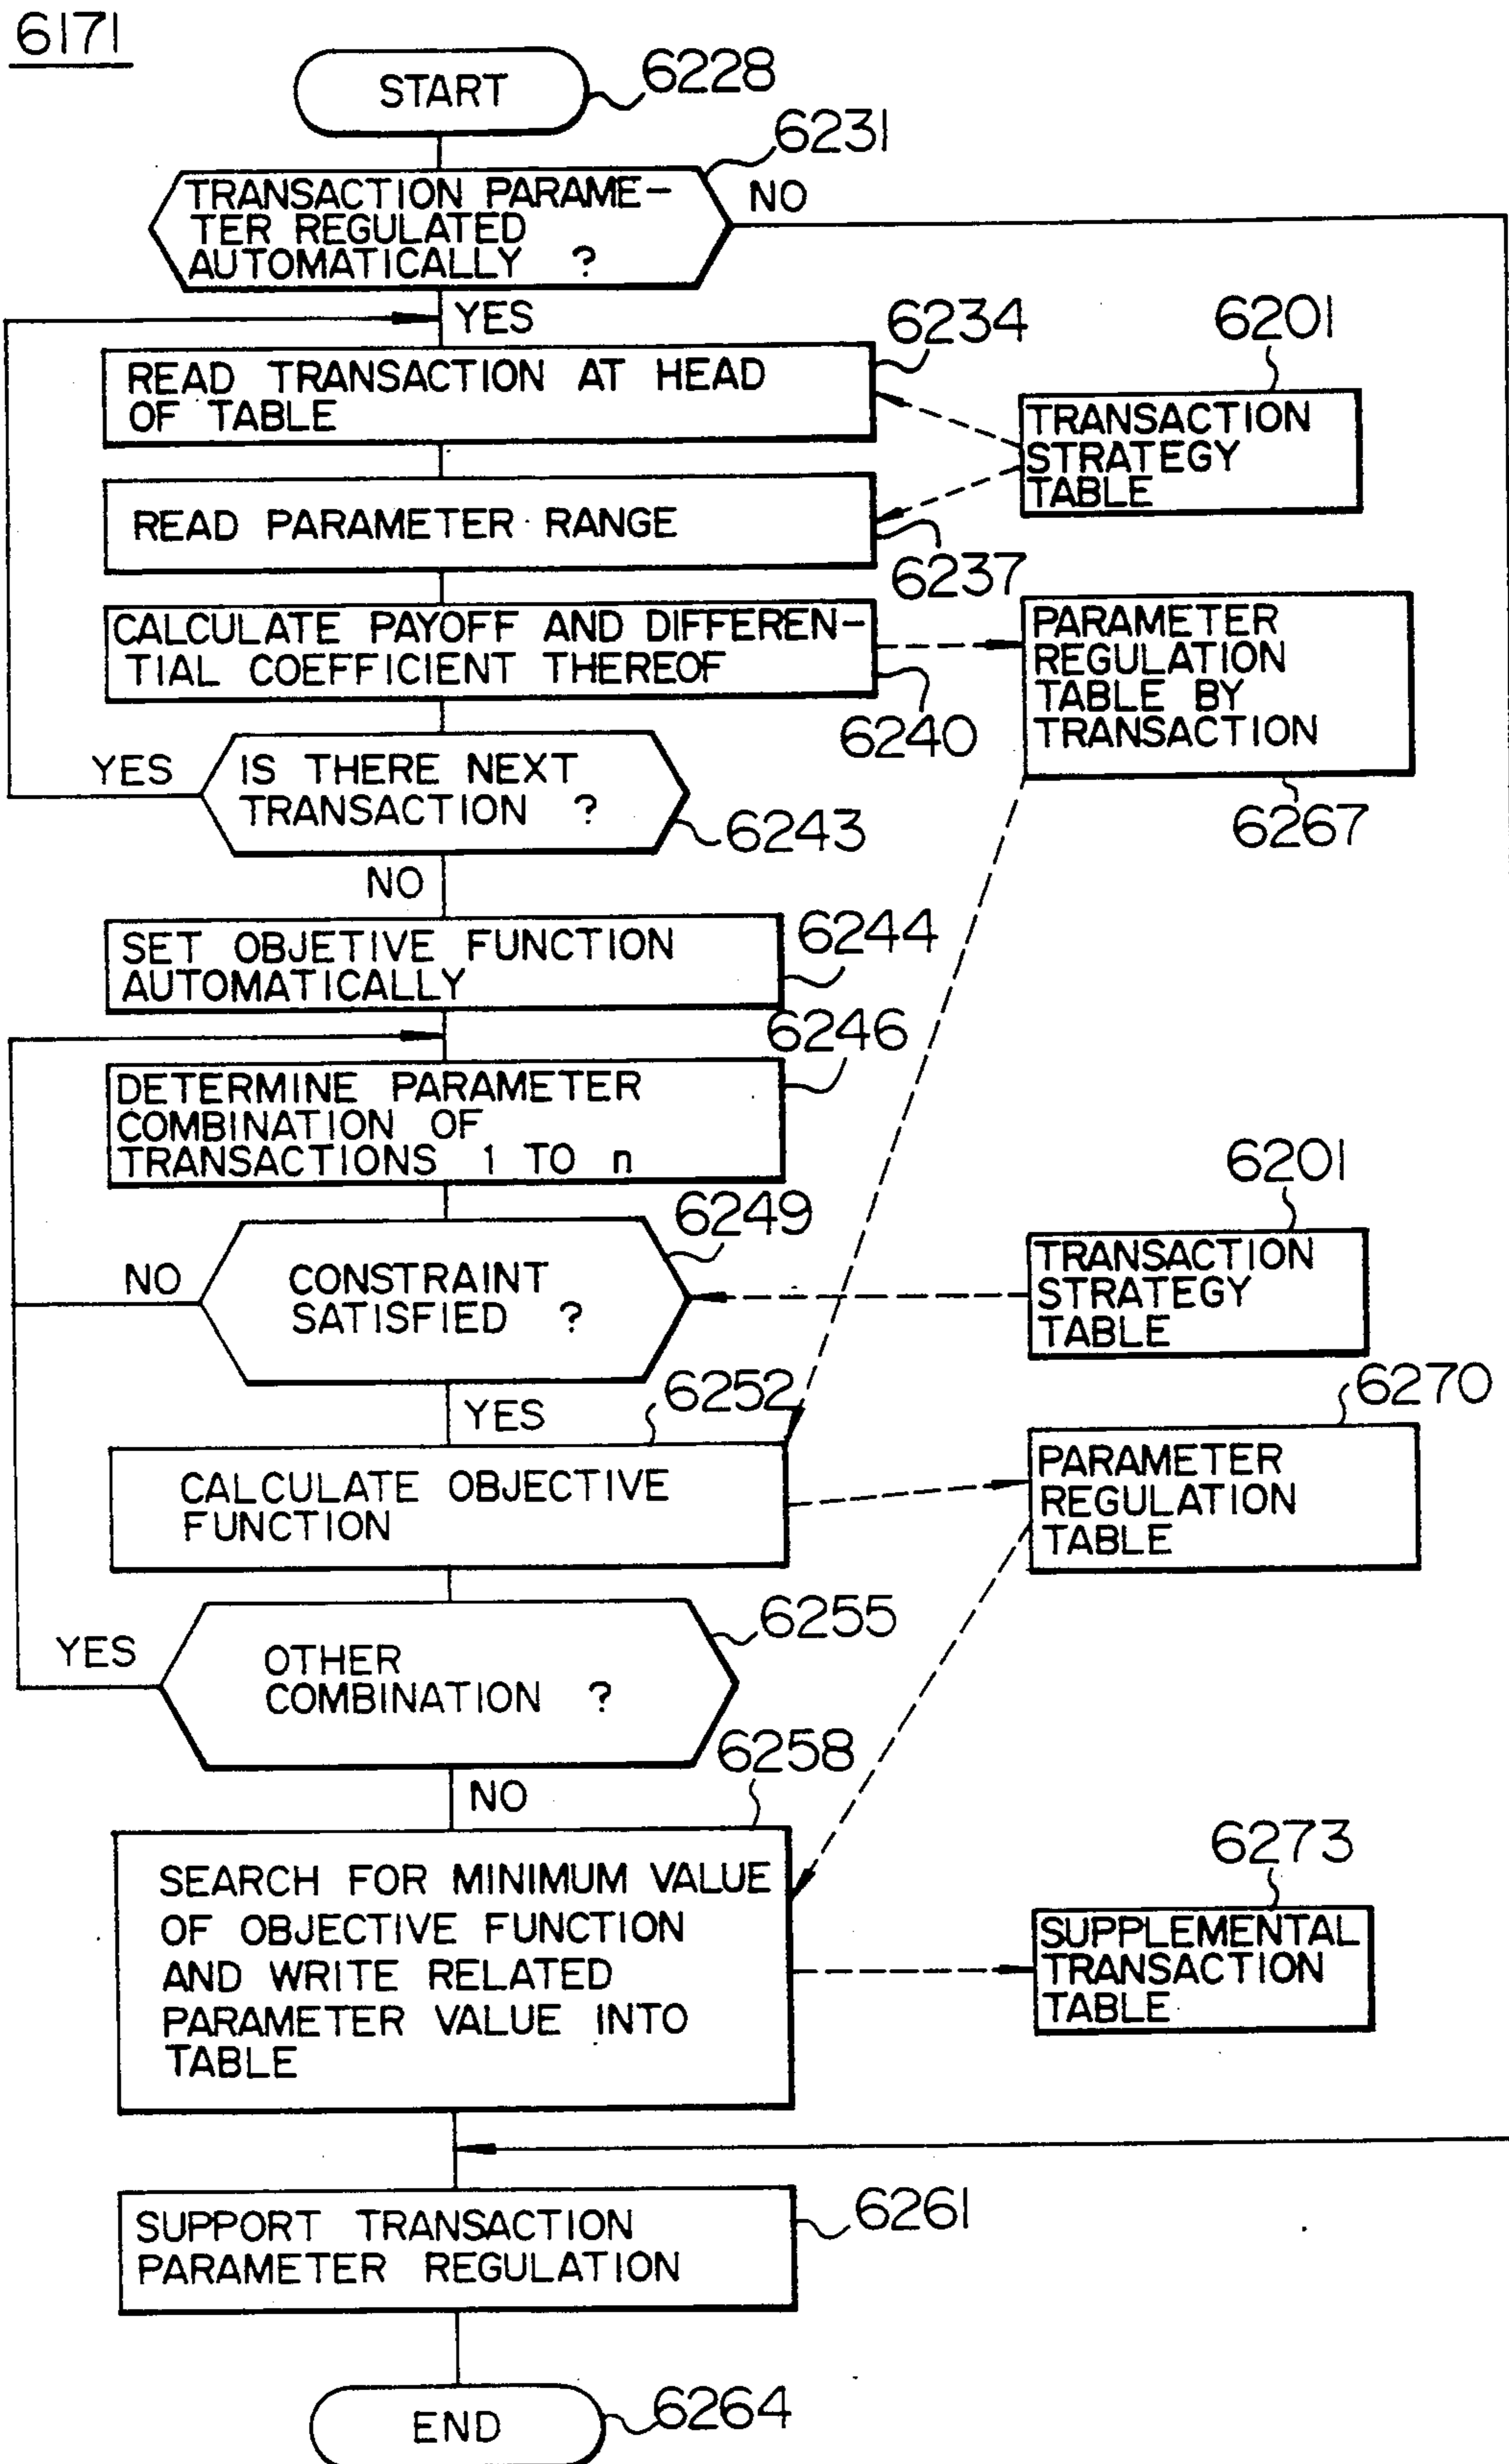 6171
START
6228
6231
TRANSACTION PARAME-
TER REGULATED
AUTOMATICALLY ?
NO
YES
6234
6201
READ TRANSACTION AT HEAD
OF TABLE
TRANSACTION
STRATEGY
TABLE
READ PARAMETER RANGE
6237
CALCULATE PAYOFF AND DIFFEREN-
TIAL COEFFICIENT THEREOF
6240
PARAMETER
REGULATION
TABLE BY
TRANSACTION
6267
YES
IS THERE NEXT
TRANSACTION ?
6243
NO
SET OBJETIVE FUNCTION
AUTOMATICALLY
6244
6246
DETERMINE PARAMETER
COMBINATION OF
TRANSACTIONS 1 TO n
6249
6201
NO
CONSTRAINT
SATISFIED ?
TRANSACTION
STRATEGY
TABLE
YES
6252
6270
CALCULATE OBJECTIVE
FUNCTION
PARAMETER
REGULATION
TABLE
6255
YES
OTHER
COMBINATION ?
6258
NO
SEARCH FOR MINIMUM VALUE
OF OBJECTIVE FUNCTION
AND WRITE RELATED
PARAMETER VALUE INTO
TABLE
6273
SUPPLEMENTAL
TRANSACTION
TABLE
SUPPORT TRANSACTION
PARAMETER REGULATION
6261
END
6264